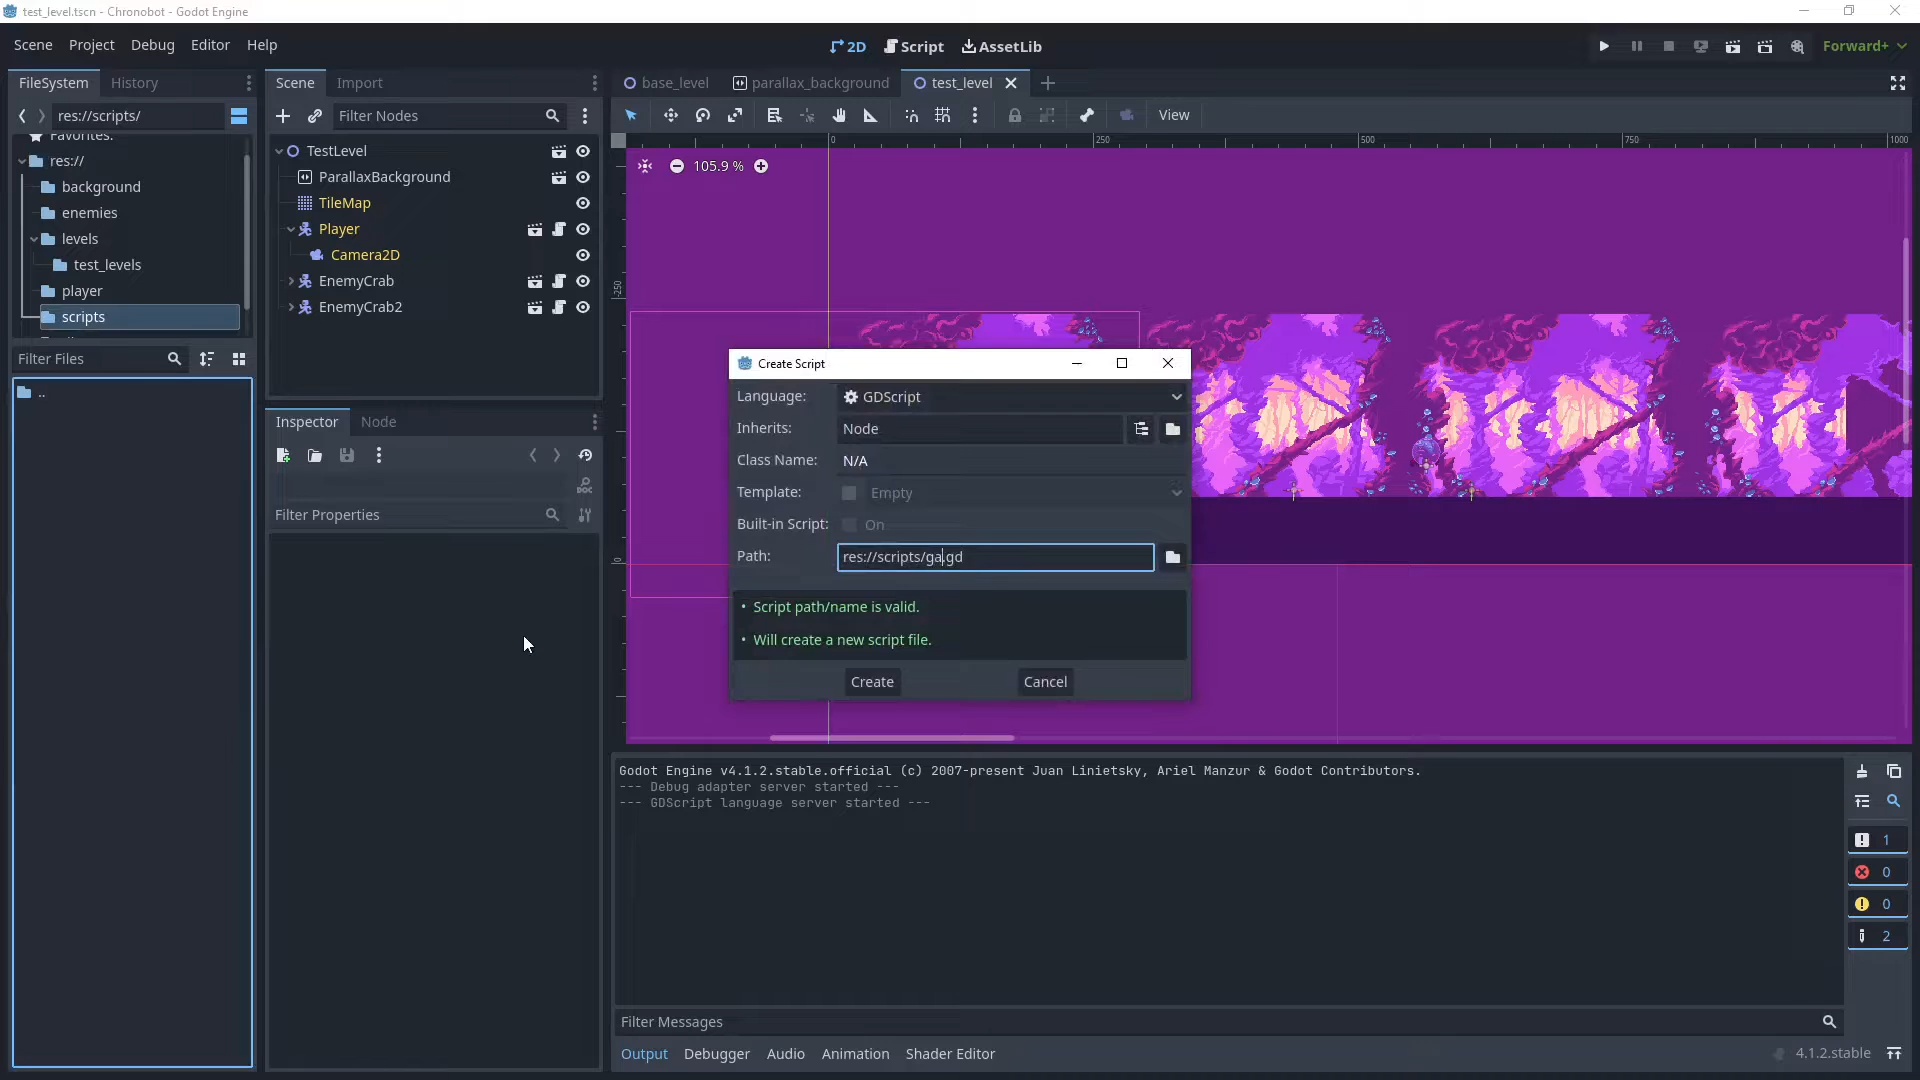 test_level.tscn - Chronobot - Godot Engine
Scene Project Debug Editor Help
2D Script AssetLib
Forward+
FileSystem History
Scene Import
base_level parallax_background test_level
res://scripts/
Filter Nodes
View
Favorites:
res://
background
enemies
levels
test_levels
player
scripts
Filter Files
..
TestLevel
ParallaxBackground
TileMap
Player
Camera2D
EnemyCrab
EnemyCrab2
Inspector Node
Filter Properties
0 250 500 750 1000
-250
0
105.9 %
Create Script
Language: GDScript
Inherits: Node
Class Name: N/A
Template: Empty
Built-in Script: On
Path: res://scripts/ga.gd
• Script path/name is valid.
• Will create a new script file.
Create Cancel
Godot Engine v4.1.2.stable.official (c) 2007-present Juan Linietsky, Ariel Manzur & Godot Contributors.
--- Debug adapter server started ---
--- GDScript language server started ---
1
0
0
2
Filter Messages
Output Debugger Audio Animation Shader Editor
4.1.2.stable